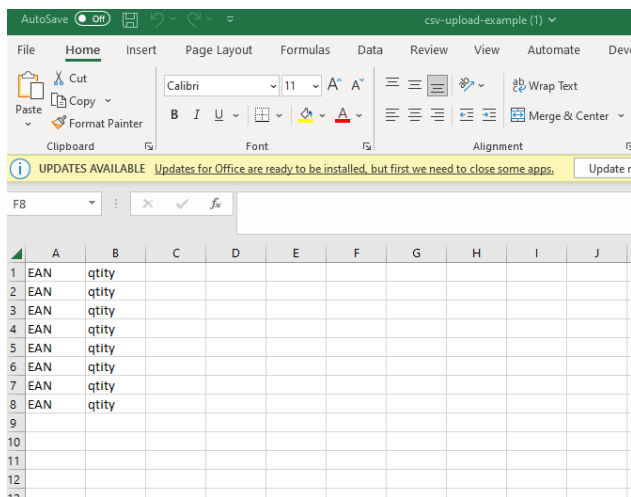 AutoSave Off csv-upload-example (1)
File Home Insert Page Layout Formulas Data Review View Automate
Paste
Cut
Copy
Format Painter
Clipboard
Calibri 11 A^ A˅
B I U A
Font
Wrap Text
Merge & Center
Alignment
UPDATES AVAILABLE Updates for Office are ready to be installed, but first we need to close some apps. Update
F8 fx
A B C D E F G H I J
1 EAN qtity
2 EAN qtity
3 EAN qtity
4 EAN qtity
5 EAN qtity
6 EAN qtity
7 EAN qtity
8 EAN qtity
9
10
11
12